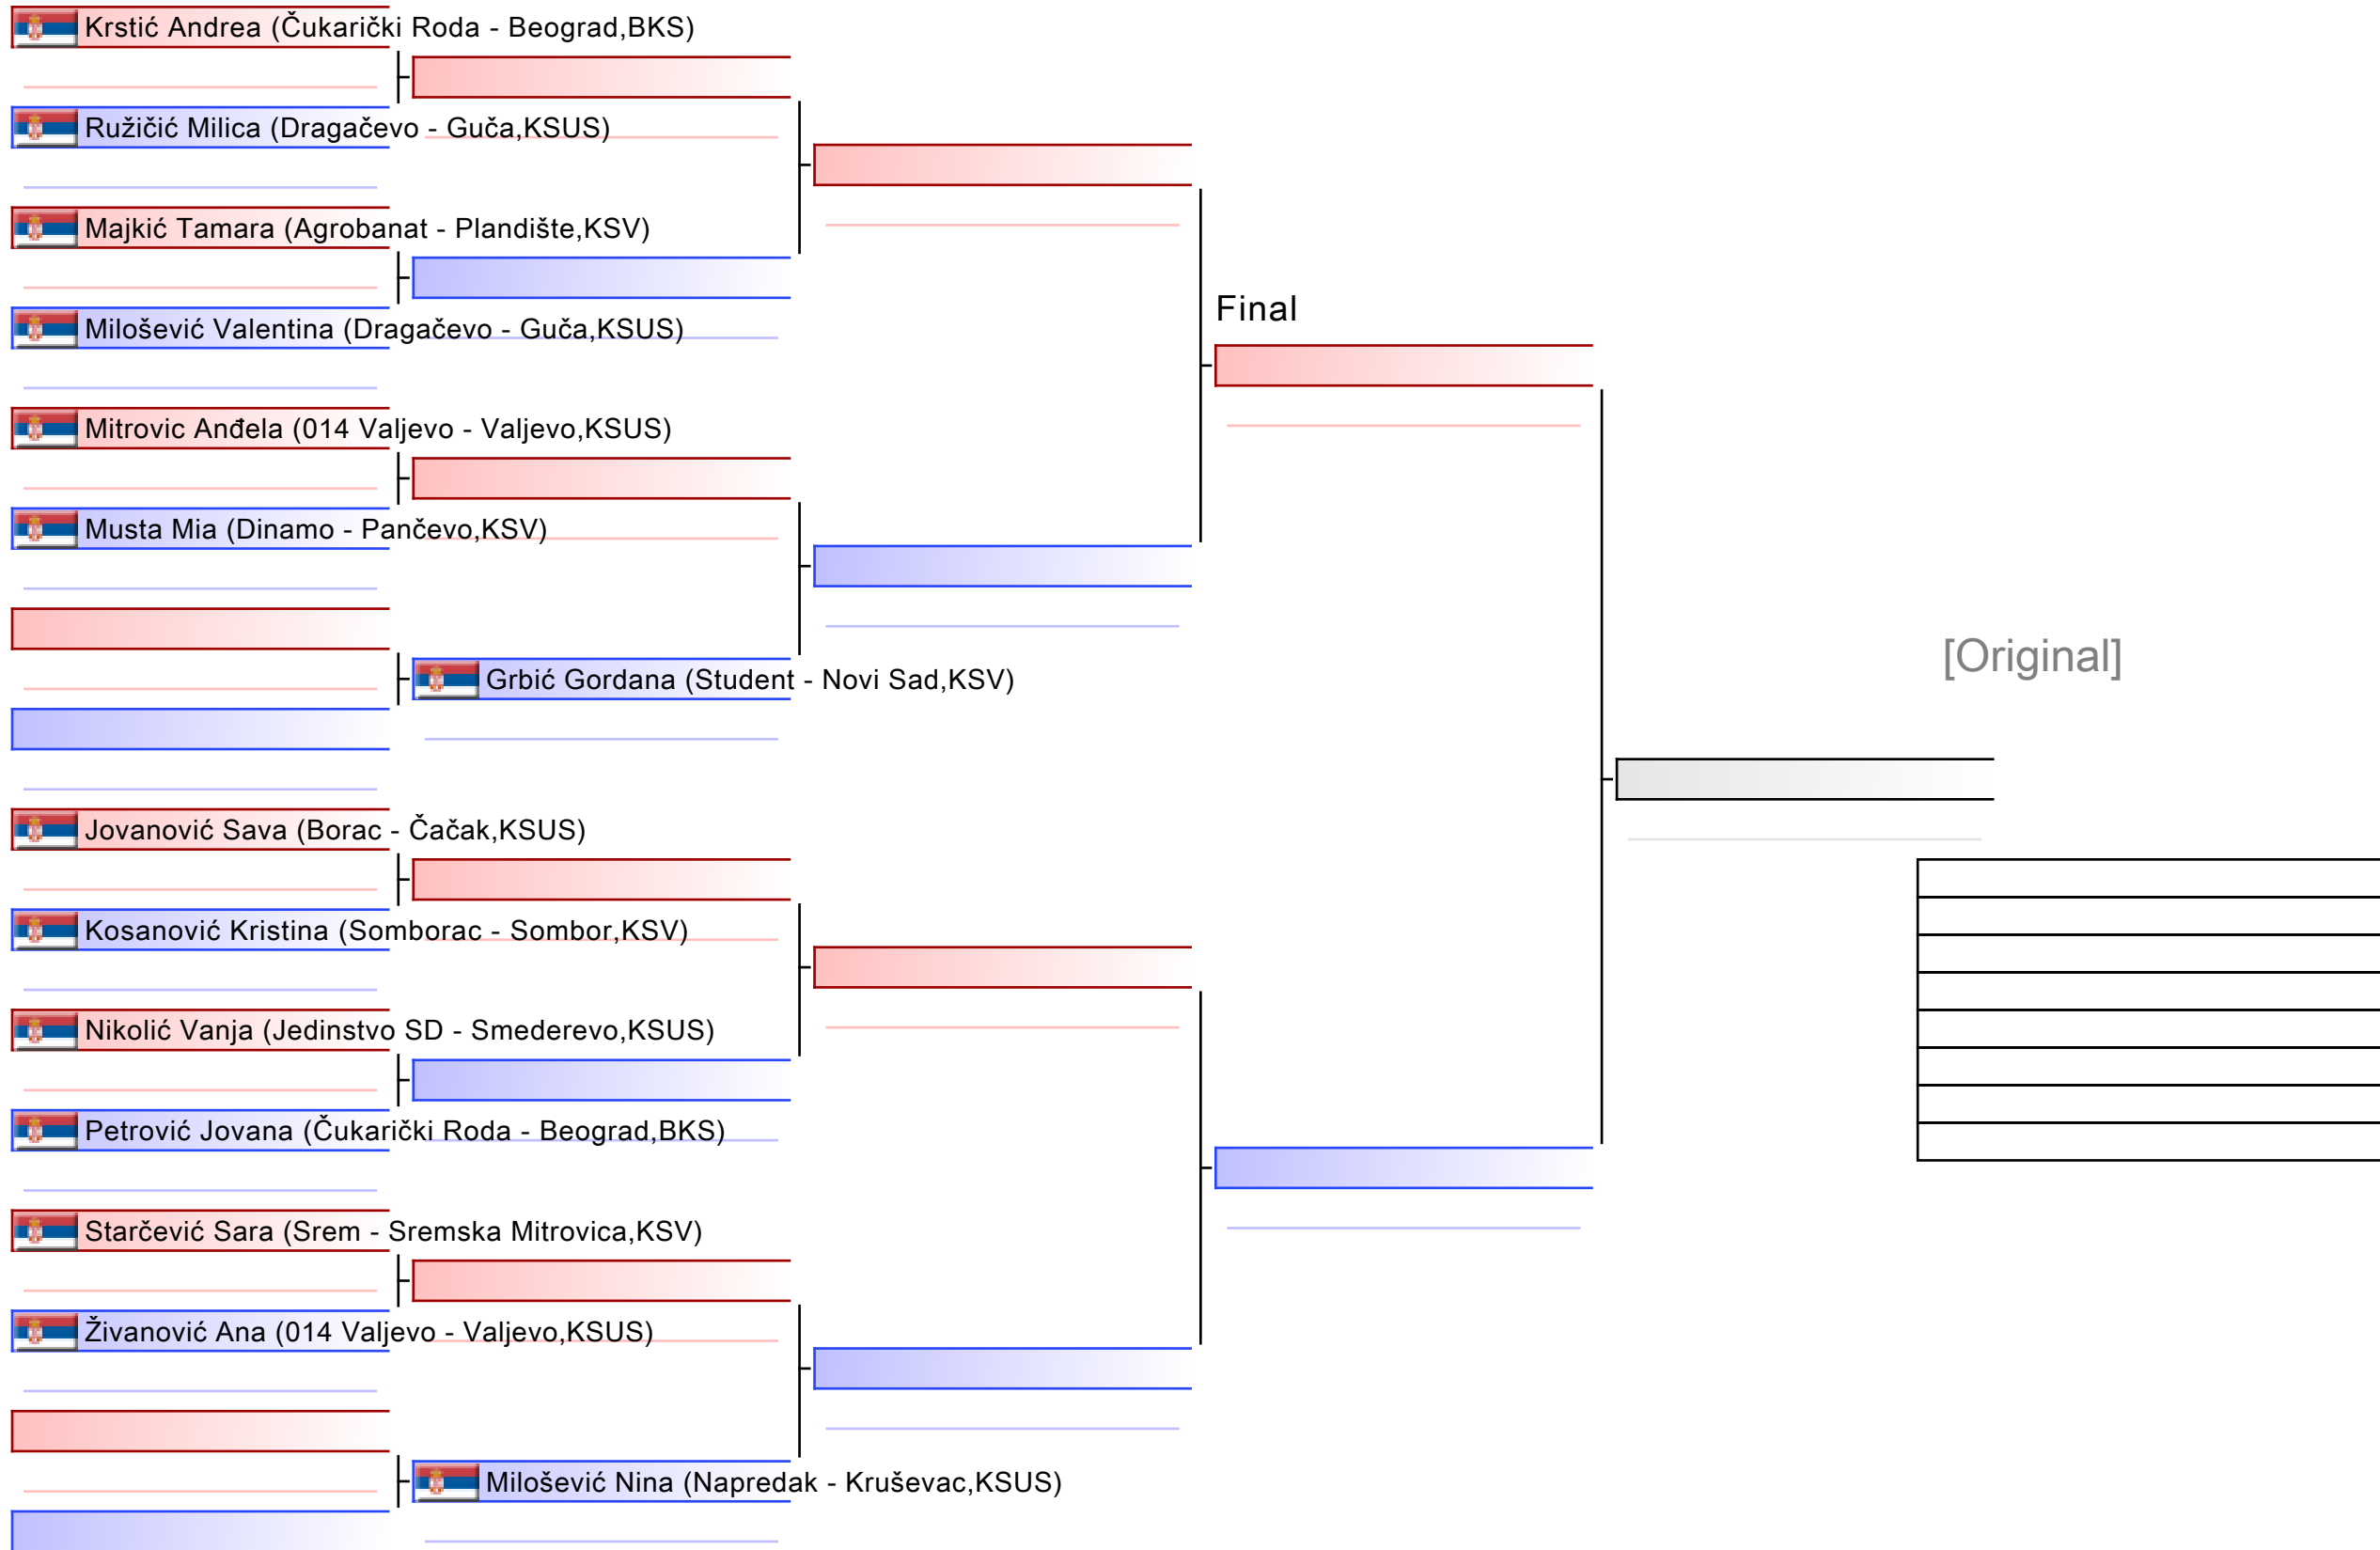 Krstić Andrea (Čukarički Roda - Beograd,BKS)
Ružičić Milica (Dragačevo - Guča,KSUS)
Majkić Tamara (Agrobanat - Plandište,KSV)
Milošević Valentina (Dragačevo - Guča,KSUS)
Final
Mitrovic Anđela (014 Valjevo - Valjevo,KSUS)
Musta Mia (Dinamo - Pančevo,KSV)
[Original]
Grbić Gordana (Student - Novi Sad,KSV)
Jovanović Sava (Borac - Čačak,KSUS)
Kosanović Kristina (Somborac - Sombor,KSV)
Nikolić Vanja (Jedinstvo SD - Smederevo,KSUS)
Petrović Jovana (Čukarički Roda - Beograd,BKS)
Starčević Sara (Srem - Sremska Mitrovica,KSV)
Živanović Ana (014 Valjevo - Valjevo,KSUS)
Milošević Nina (Napredak - Kruševac,KSUS)